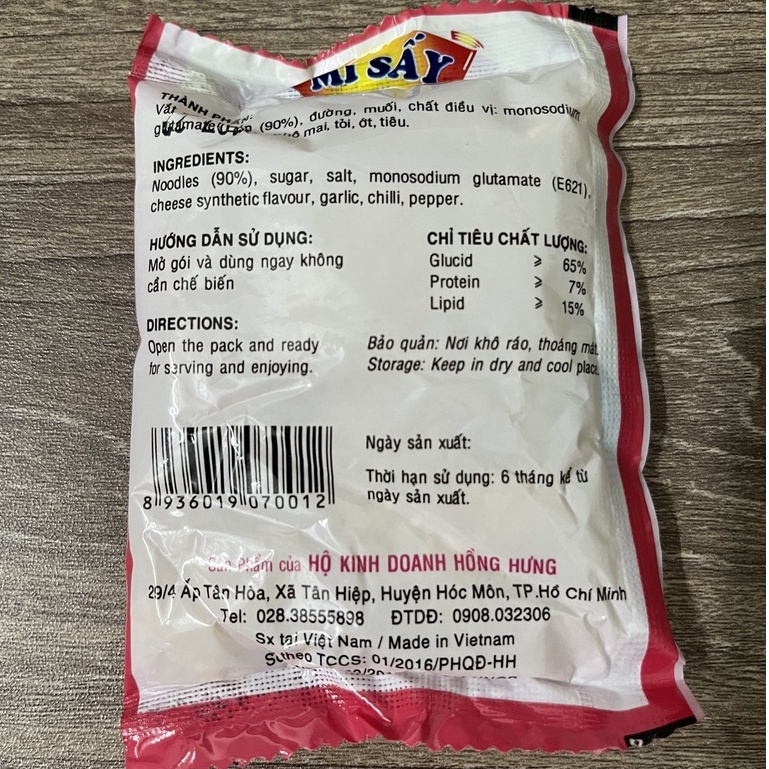 MÌ SẤY
THÀNH PHẦN:
Vắt (90%), đường, muối, chất điều vị: monosodium
glutamate mai, tỏi, ớt, tiêu.
INGREDIENTS:
Noodles (90%), sugar, salt, monosodium glutamate (E621),
cheese synthetic flavour, garlic, chilli, pepper.
HƯỚNG DẪN SỬ DỤNG:
Mở gói và dùng ngay không
cần chế biến
CHỈ TIÊU CHẤT LƯỢNG:
Glucid ⩾ 65%
Protein ⩾ 7%
Lipid ⩾ 15%
DIRECTIONS:
Open the pack and ready
for serving and enjoying.
Bảo quản: Nơi khô ráo, thoáng mát.
Storage: Keep in dry and cool place.
8 936019 070012
Ngày sản xuất:
Thời hạn sử dụng: 6 tháng kể từ
ngày sản xuất.
Sản Phẩm của HỘ KINH DOANH HỒNG HƯNG
29/4 Ấp Tân Hòa, Xã Tân Hiệp, Huyện Hóc Môn, TP.Hồ Chí Minh
Tel: 028.38555898 ĐTDĐ: 0908.032306
Sx tại Việt Nam / Made in Vietnam
theo TCCS: 01/2016/PHQĐ-HH